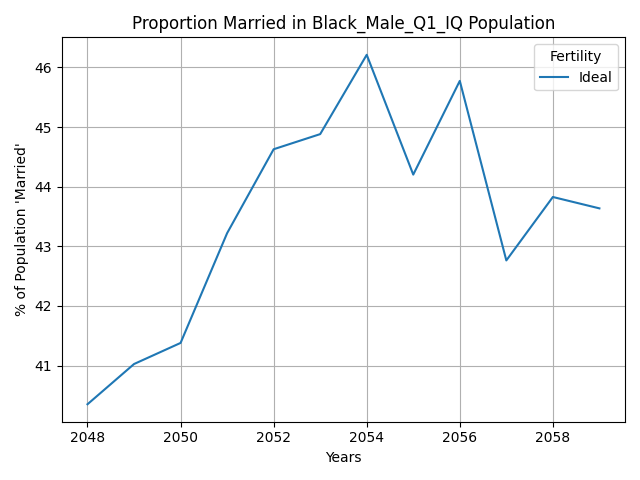 Proportion Married in Black_Male_Q1_IQ Population
Fertility
Ideal
% of Population 'Married'
46
45
44
43
42
41
2048 2050 2052 2054 2056 2058
Years